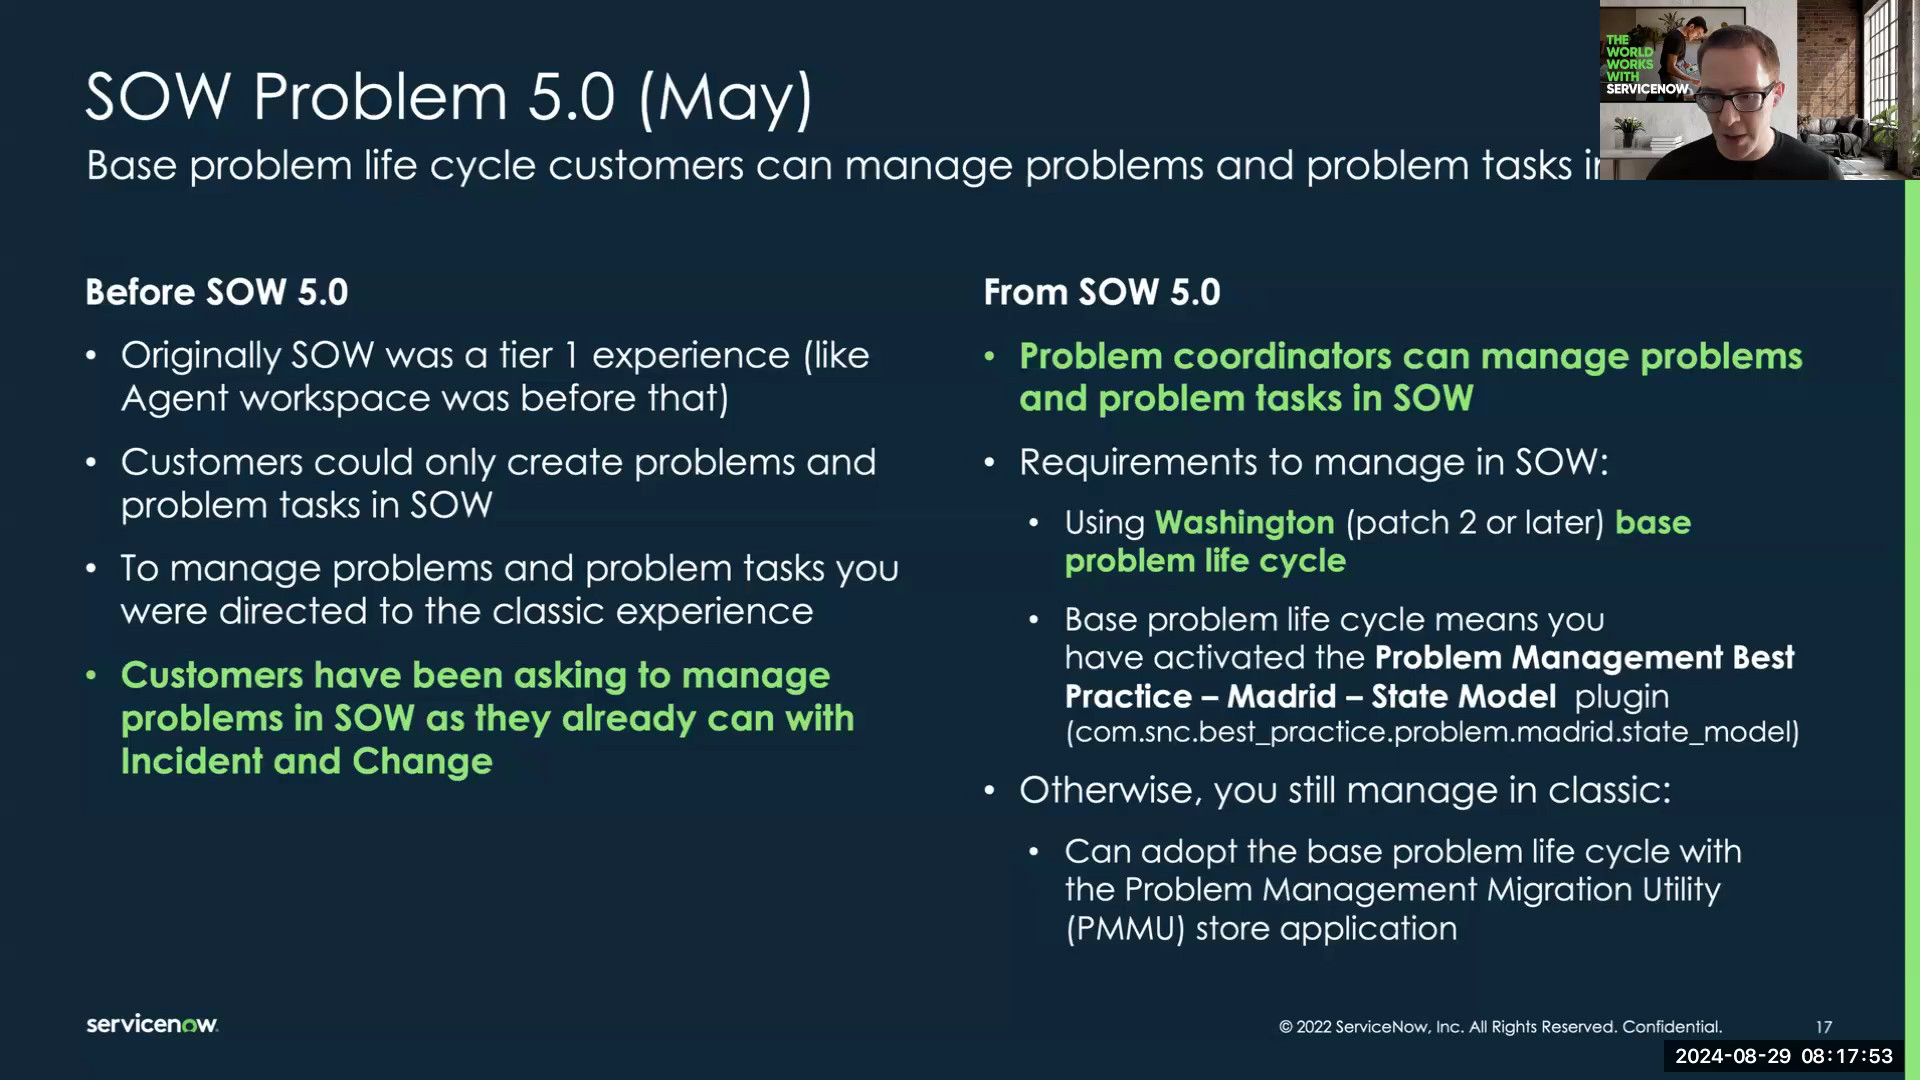 SOW Problem 5.0 (May)
Base problem life cycle customers can manage problems and problem tasks
THE
WORLD
WORKS
WITH
SERVICENOW
Before SOW 5.0
• Originally SOW was a tier 1 experience (like
Agent workspace was before that)
• Customers could only create problems and
problem tasks in SOW
• To manage problems and problem tasks you
were directed to the classic experience
• Customers have been asking to manage
problems in SOW as they already can with
Incident and Change
From SOW 5.0
• Problem coordinators can manage problems
and problem tasks in SOW
• Requirements to manage in SOW:
• Using Washington (patch 2 or later) base
problem life cycle
• Base problem life cycle means you
have activated the Problem Management Best
Practice – Madrid – State Model plugin
(com.snc.best_practice.problem.madrid.state_model)
• Otherwise, you still manage in classic:
• Can adopt the base problem life cycle with
the Problem Management Migration Utility
(PMMU) store application
servicenow
© 2022 ServiceNow, Inc. All Rights Reserved. Confidential.
17
2024-08-29 08:17:53